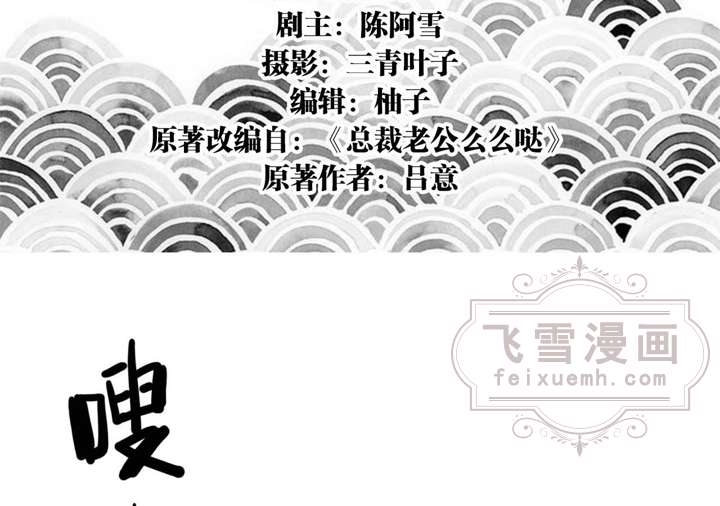 剧主：陈阿雪
摄影：三青叶子
编辑：柚子
原著改编自：《总裁老公么么哒》
原著作者：吕意
飞雪漫画
feixuemh.com
嗖